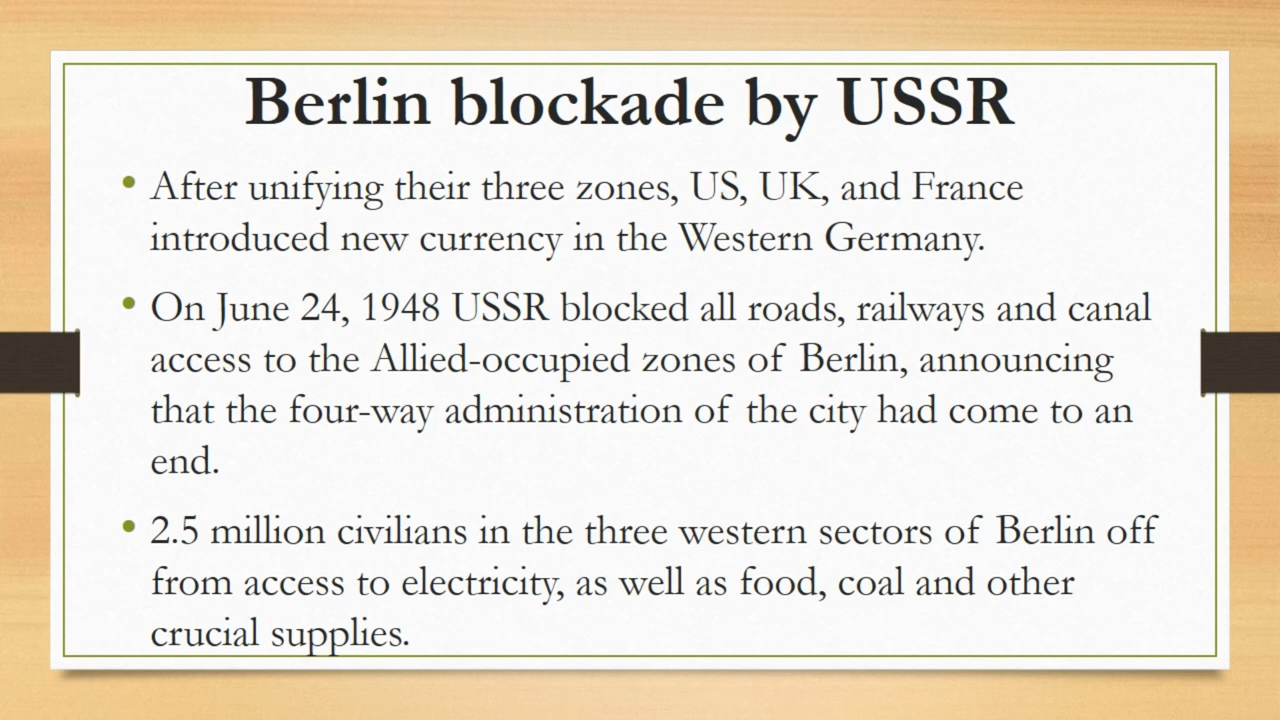 Berlin blockade by USSR
• After unifying their three zones, US, UK, and France
introduced new currency in the Western Germany.
• On June 24, 1948 USSR blocked all roads, railways and canal
access to the Allied-occupied zones of Berlin, announcing
that the four-way administration of the city had come to an
end.
• 2.5 million civilians in the three western sectors of Berlin off
from access to electricity, as well as food, coal and other
crucial supplies.